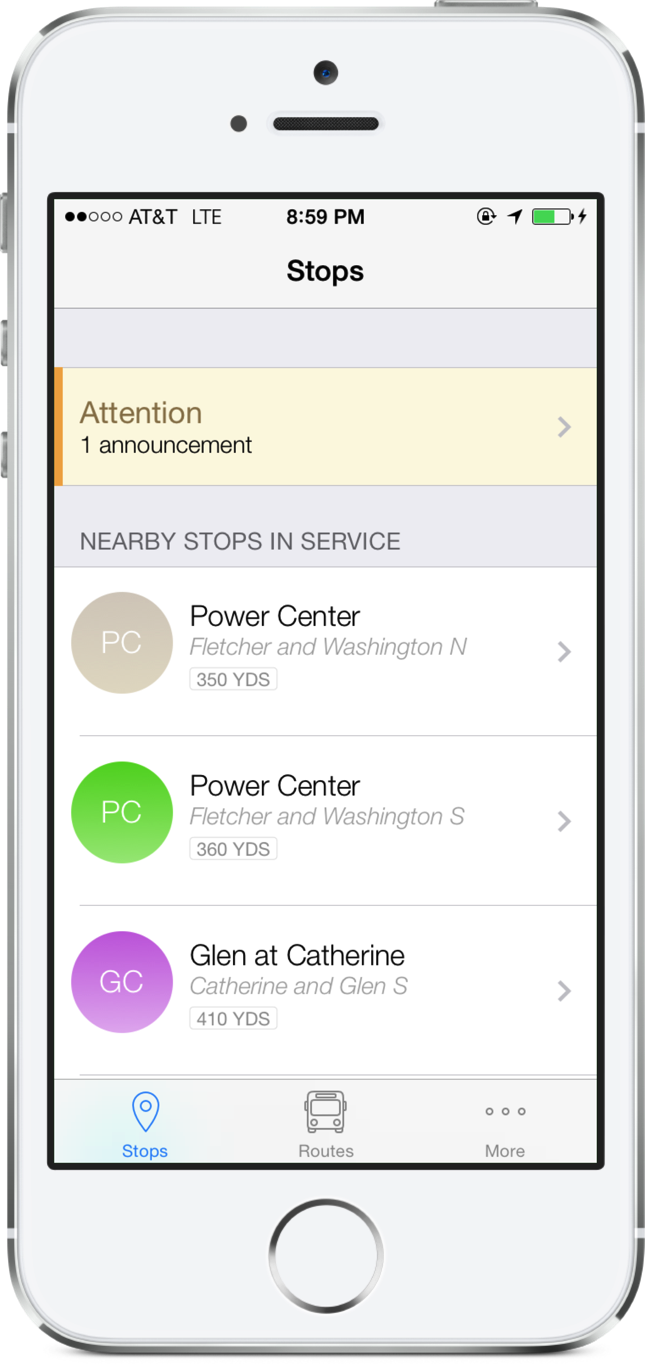 AT&T LTE 8:59 PM
Stops
Attention
1 announcement
NEARBY STOPS IN SERVICE
PC
Power Center
Fletcher and Washington N
350 YDS
PC
Power Center
Fletcher and Washington S
360 YDS
GC
Glen at Catherine
Catherine and Glen S
410 YDS
Stops Routes More